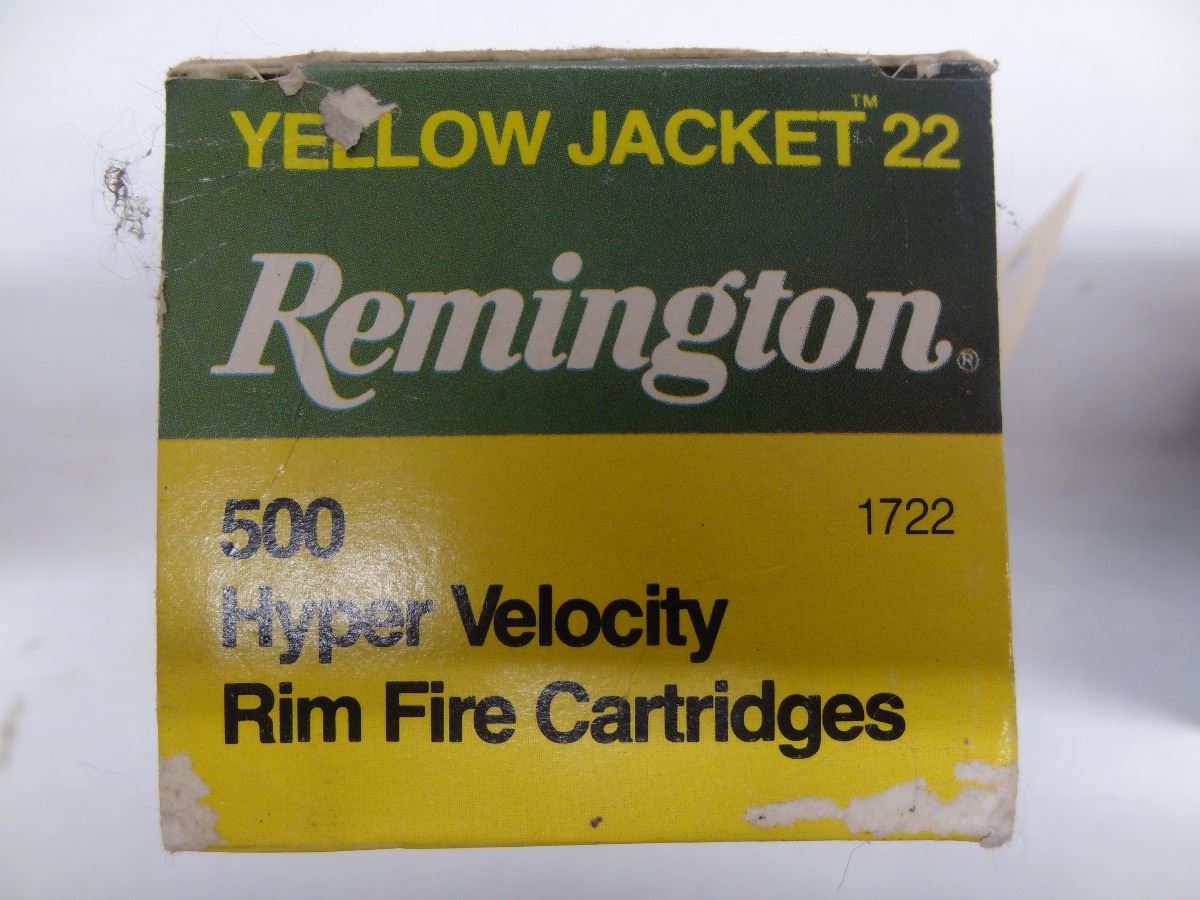 YELLOW JACKET™ 22
Remington®
500 1722
Hyper Velocity
Rim Fire Cartridges